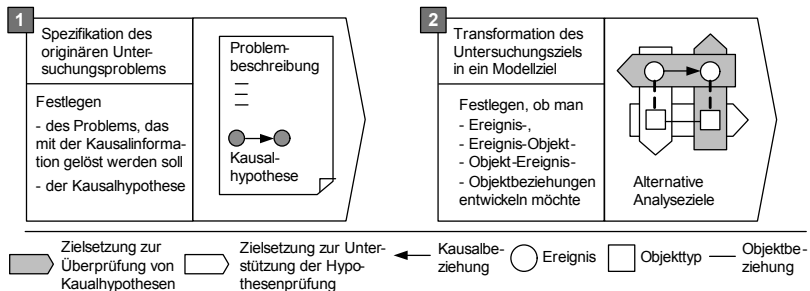 1
Spezifikation des
originären Unter-
suchungsproblems
Festlegen
- des Problems, das
mit der Kausalinforma-
tion gelöst werden soll
- der Kausalhypothese
Problem-
beschreibung
Kausal-
hypothese
2
Transformation des
Untersuchungsziels
in ein Modellziel
Festlegen, ob man
- Ereignis-,
- Ereignis-Objekt-
- Objekt-Ereignis-
- Objektbeziehungen
entwickeln möchte
Alternative
Analyseziele
Zielsetzung zur
Überprüfung von
Kaualhypothesen
Zielsetzung zur Unter-
stützung der Hypo-
thesenprüfung
Kausalbe-
ziehung
Ereignis
Objekttyp
Objektbe-
ziehung